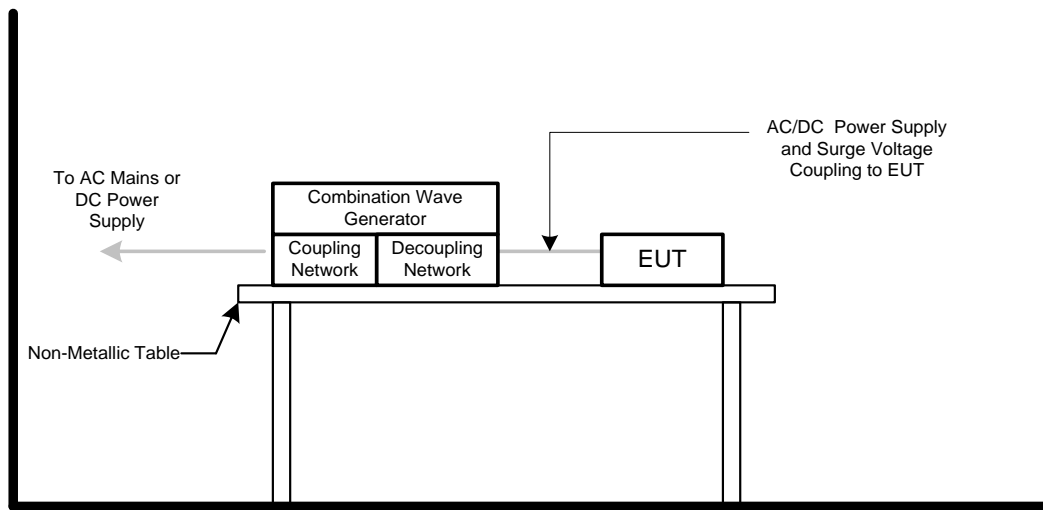 AC/DC Power Supply
and Surge Voltage
Coupling to EUT
To AC Mains or
DC Power
Supply
Combination Wave
Generator
Coupling
Network
Decoupling
Network
EUT
Non-Metallic Table